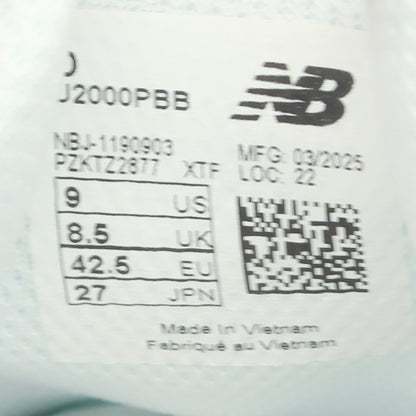 J2000PBB
NB
NBJ-1190903
PZKTZ2877 XTF
MFG: 03/2025
LOC: 22
9 US
8.5 UK
42.5 EU
27 JPN
Made In Vietnam
Fabriqué au Vietnam